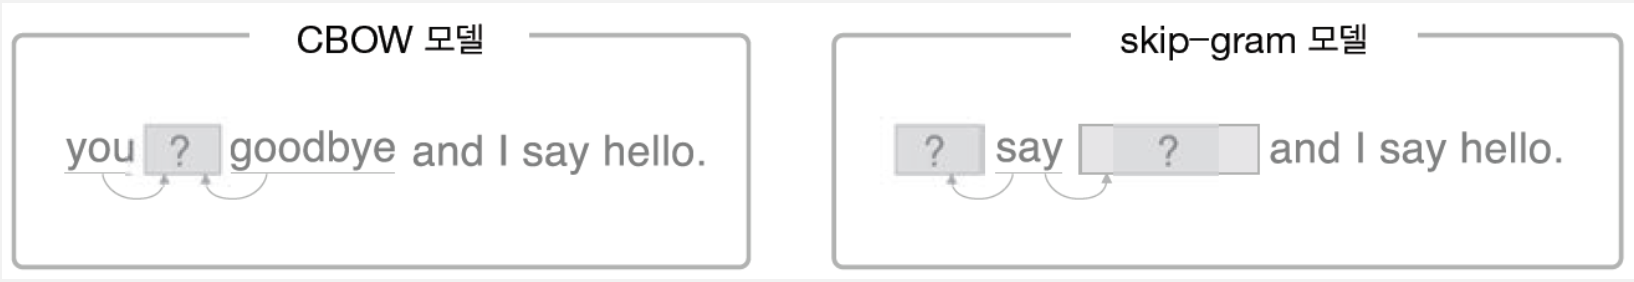 CBOW 모델
you ? goodbye and I say hello.
skip-gram 모델
? say ? and I say hello.